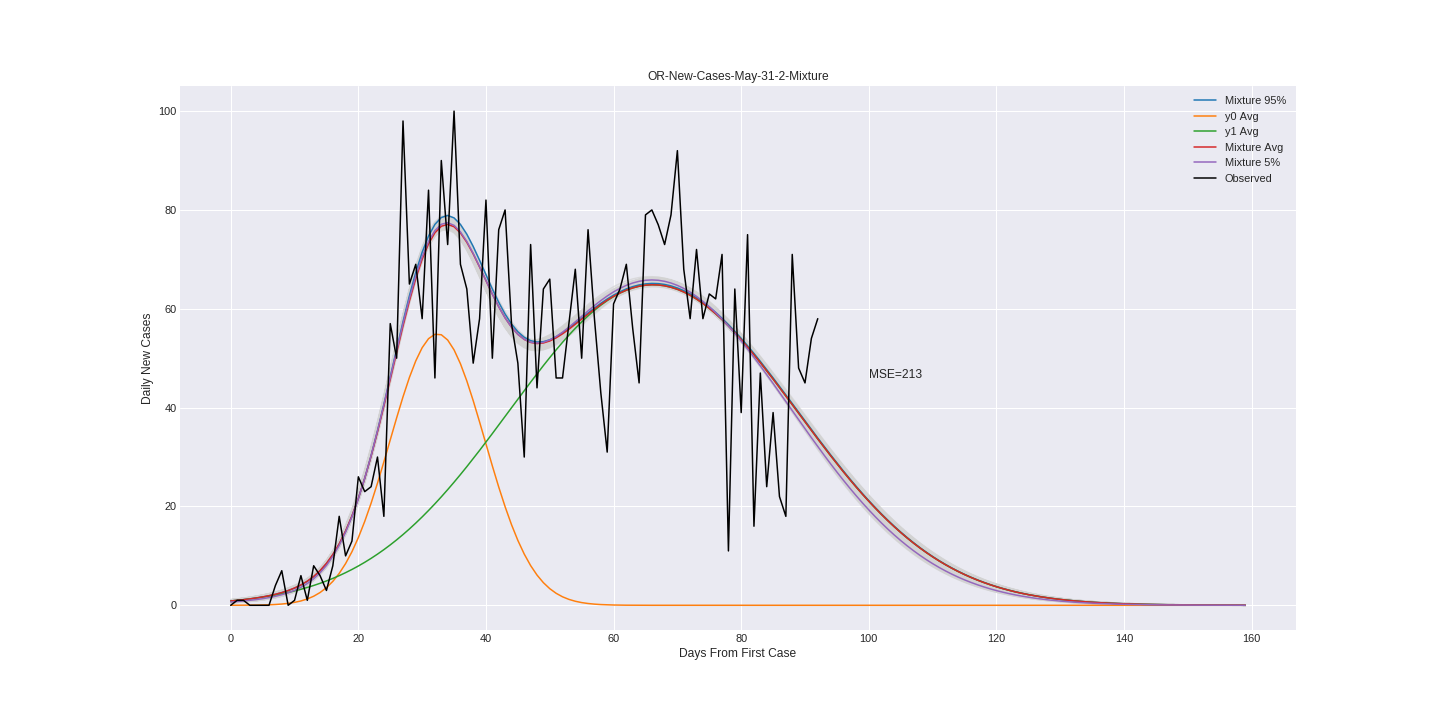 OR-New-Cases-May-31-2-Mixture
Mixture 95%
y0 Avg
y1 Avg
Mixture Avg
Mixture 5%
Observed
100
80
60
40
20
0
Daily New Cases
MSE=213
0 20 40 60 80 100 120 140 160
Days From First Case